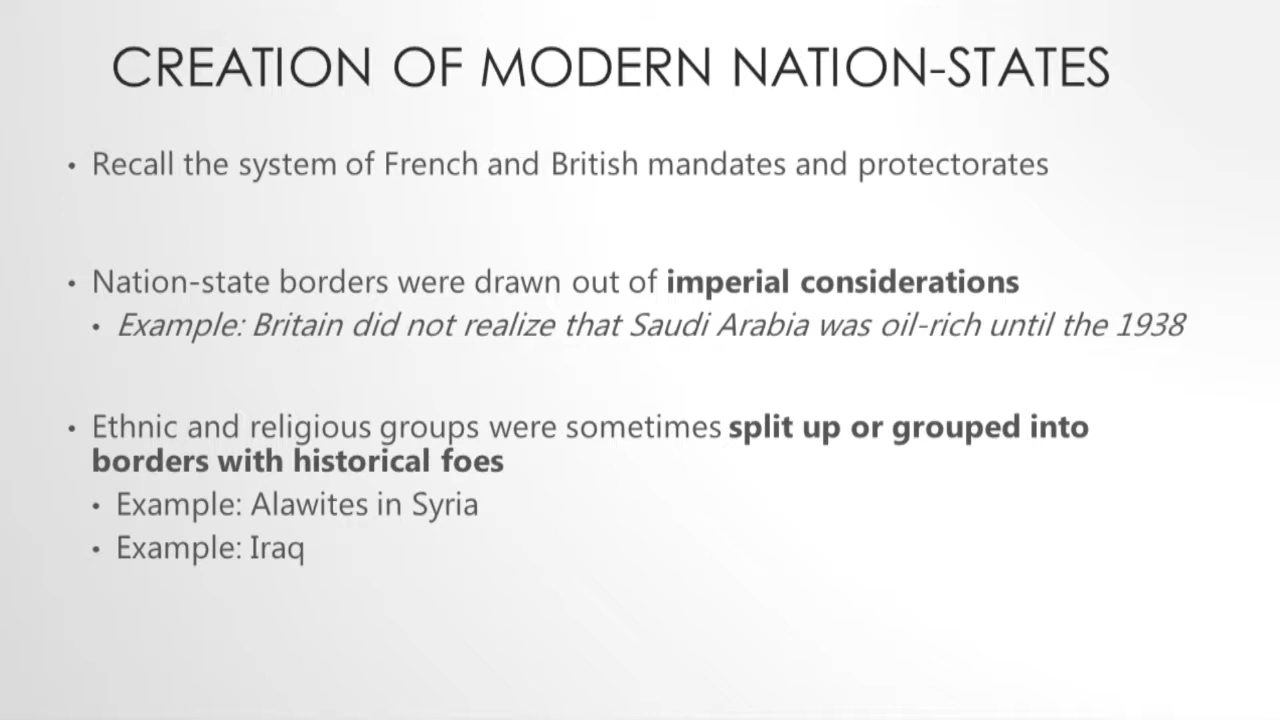 CREATION OF MODERN NATION-STATES
• Recall the system of French and British mandates and protectorates
• Nation-state borders were drawn out of imperial considerations
• Example: Britain did not realize that Saudi Arabia was oil-rich until the 1938
• Ethnic and religious groups were sometimes split up or grouped into
borders with historical foes
• Example: Alawites in Syria
• Example: Iraq